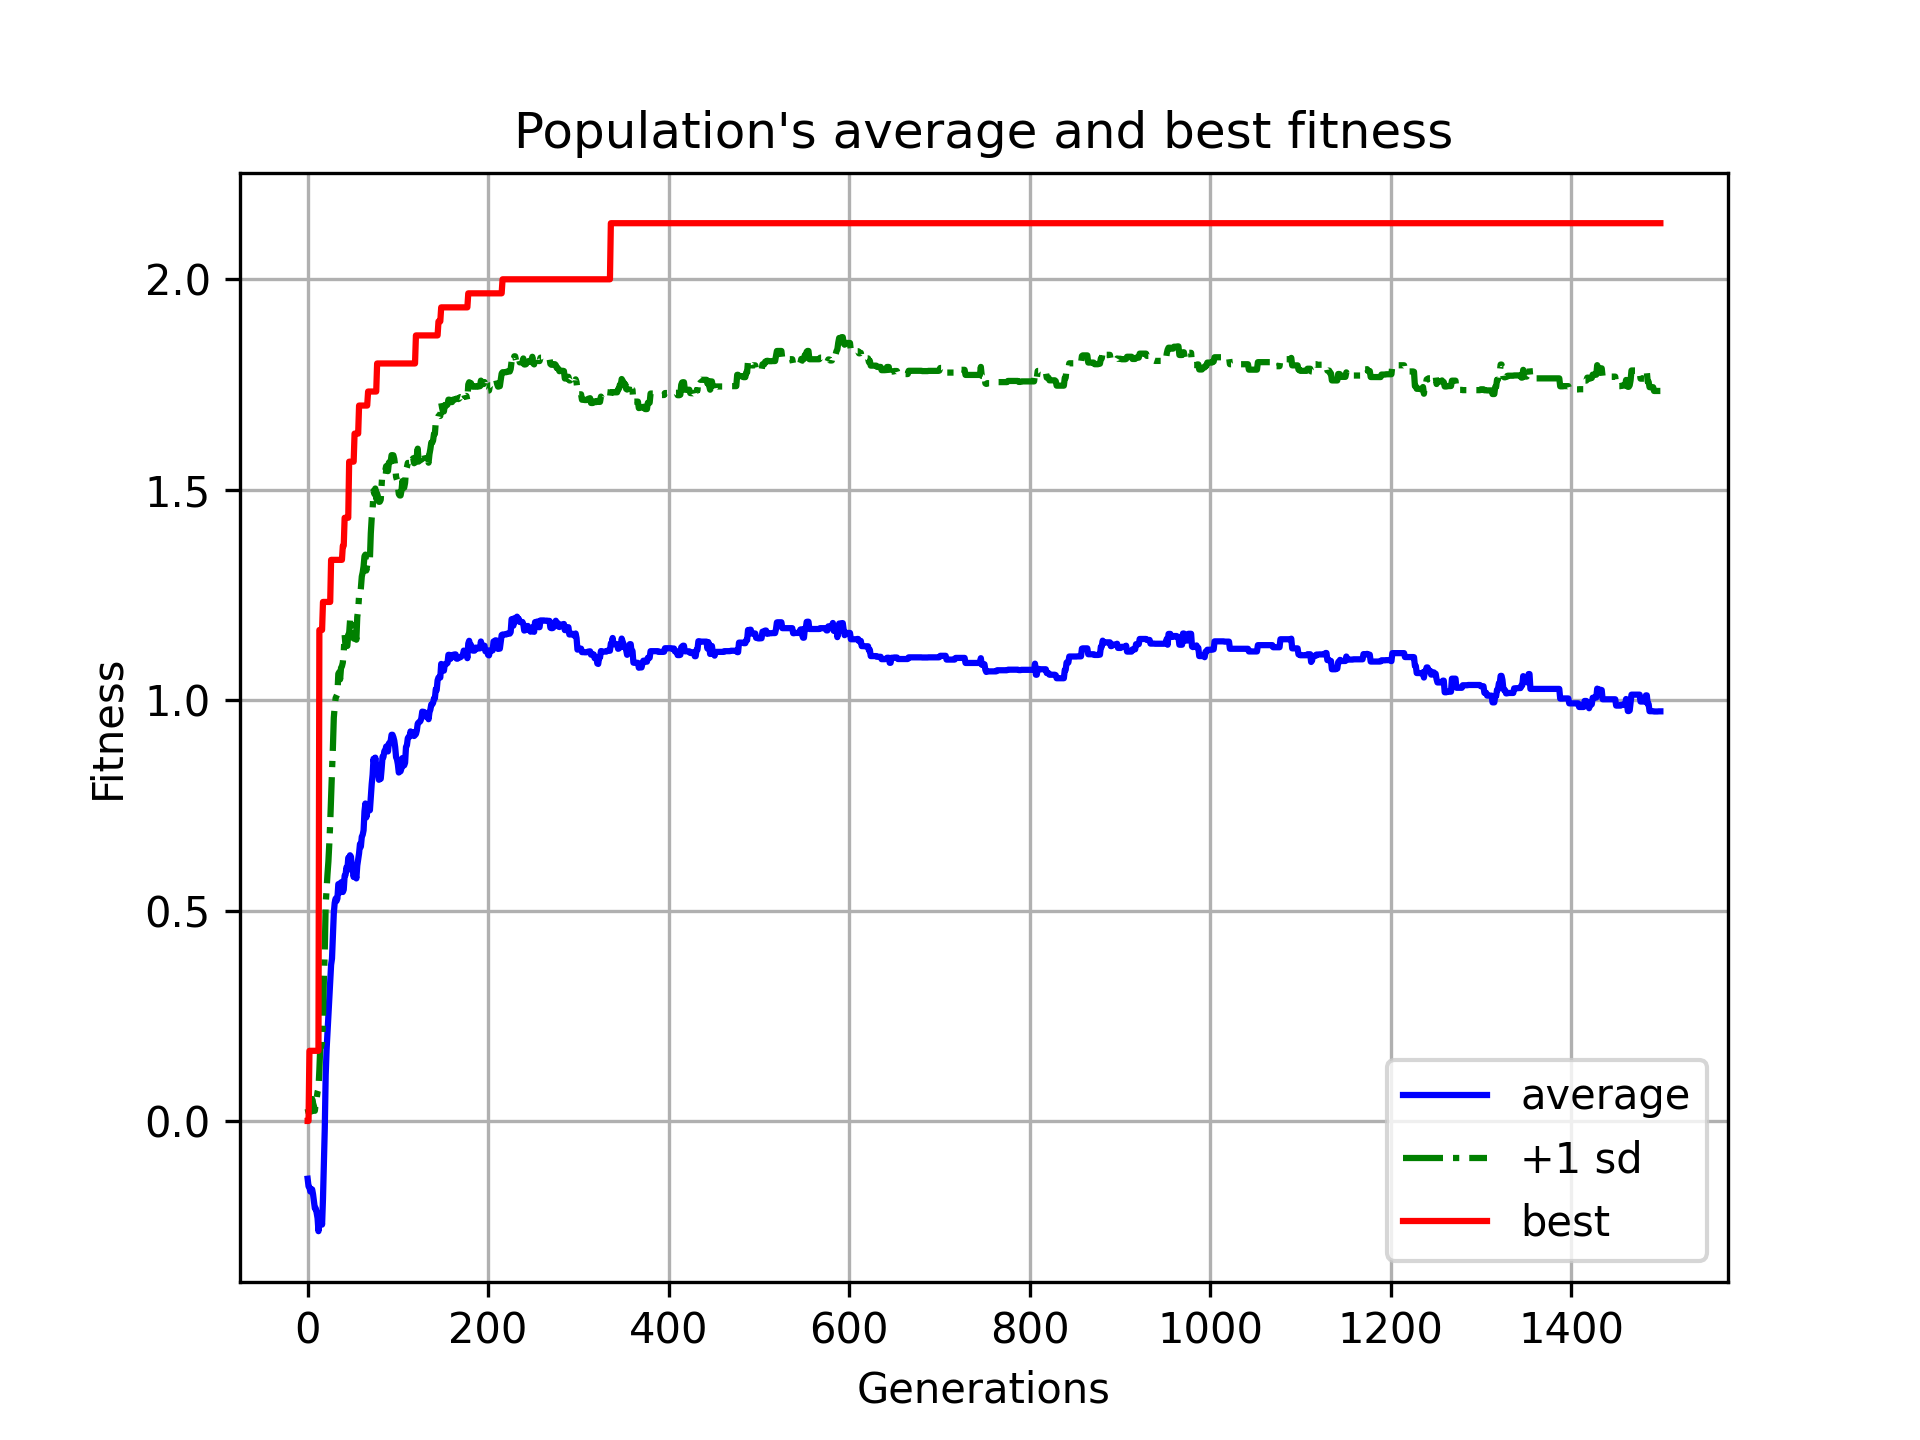 Population's average and best fitness
2.0
1.5
1.0
0.5
0.0
Fitness
average
+1 sd
best
0 200 400 600 800 1000 1200 1400
Generations